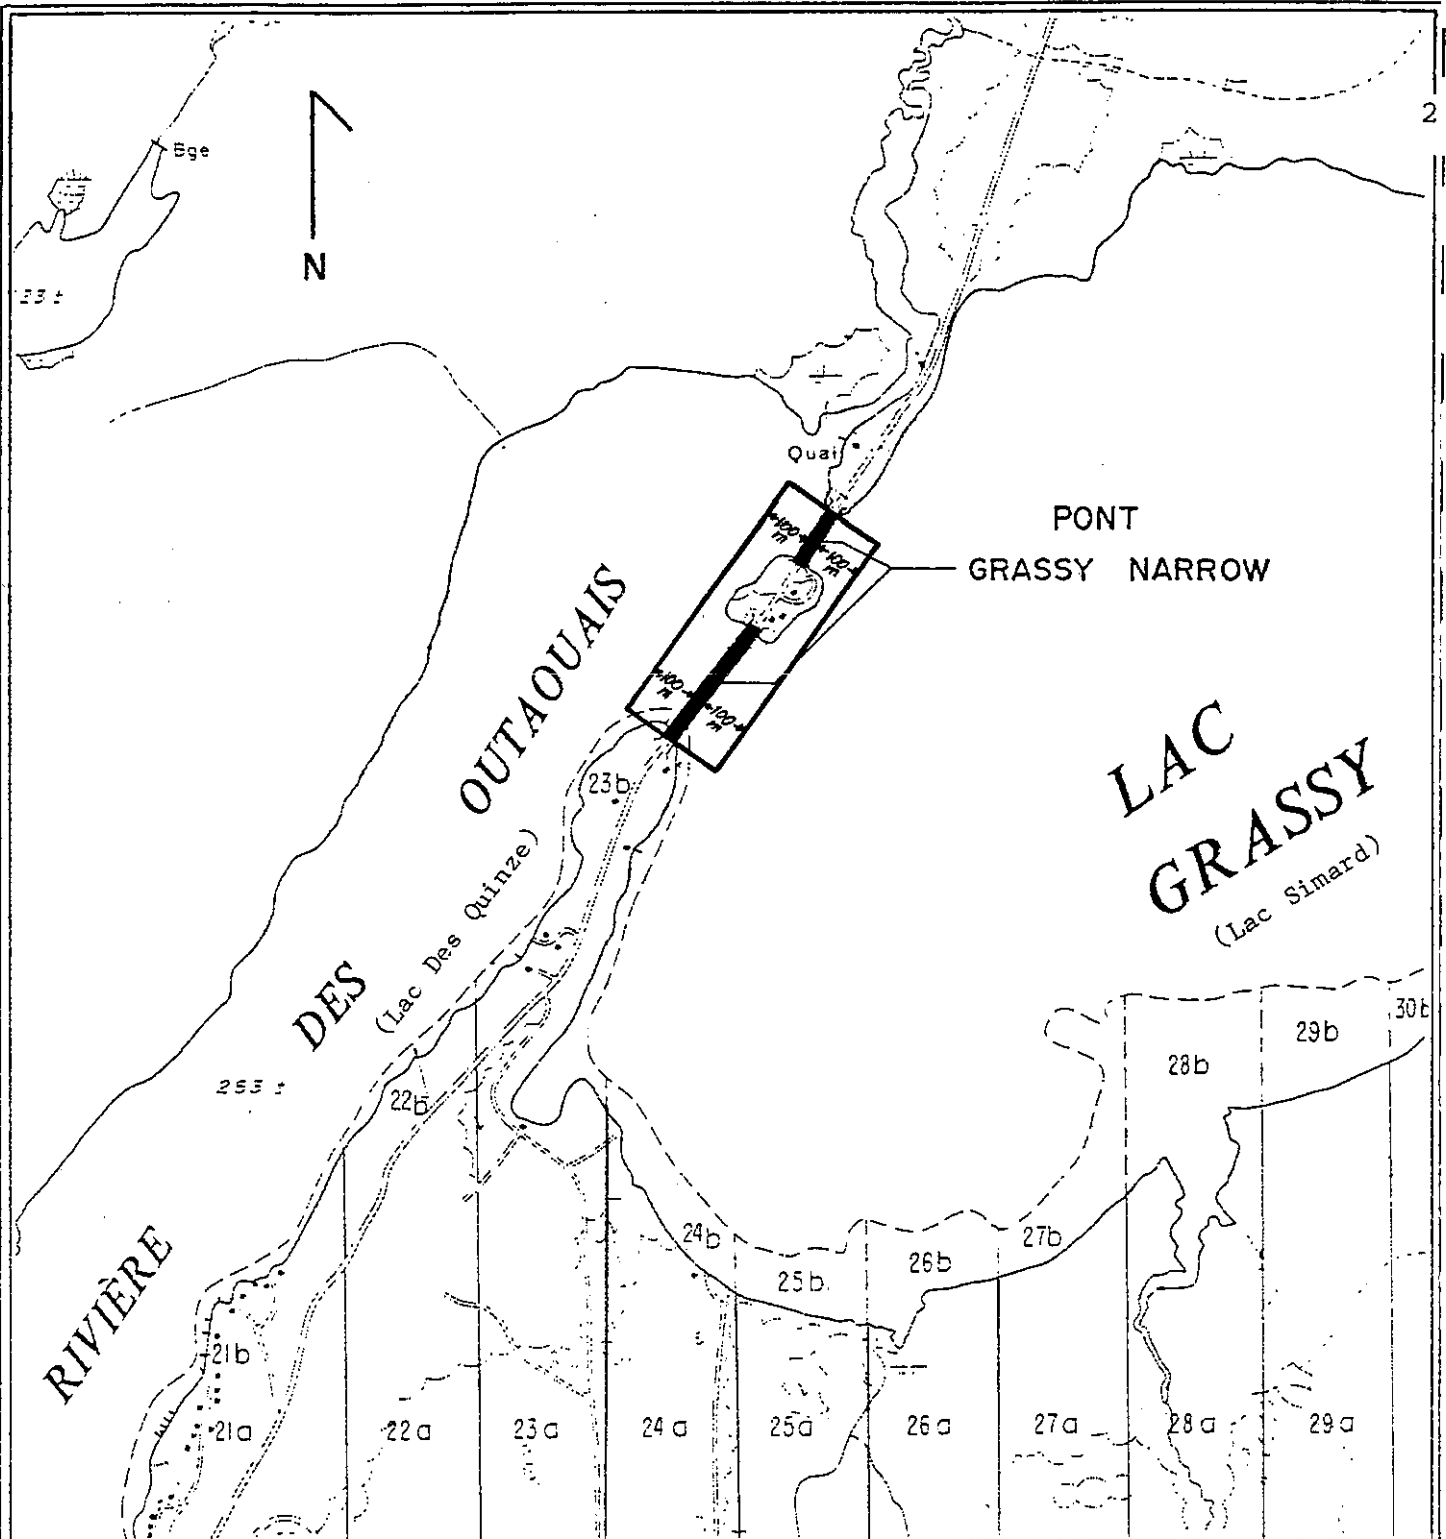 2
Bge
N
23 ±
Quai
PONT
GRASSY NARROW
100
m
100
m
100
m
100
m
RIVIÈRE DES OUTAOUAIS
(Lac Des Quinze)
LAC
GRASSY
(Lac Simard)
23b
30b
29b
28b
22b
24b
27b
26b
25b
21b
21a
22a
23a
24a
25a
26a
27a
28a
29a